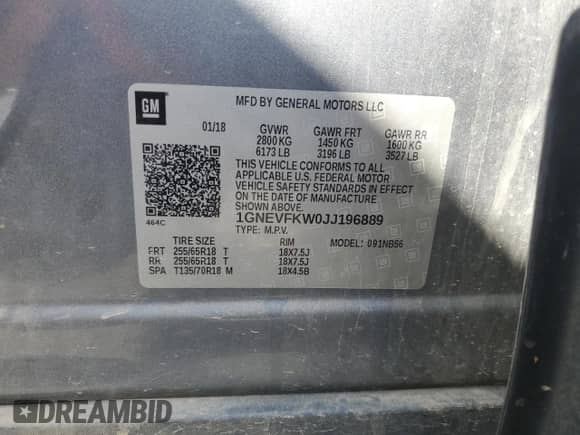 GM
MFD BY GENERAL MOTORS LLC
01/18 GVWR GAWR FRT GAWR RR
2800 KG 1450 KG 1600 KG
6173 LB 3196 LB 3527 LB
THIS VEHICLE CONFORMS TO ALL
APPLICABLE U.S. FEDERAL MOTOR
VEHICLE SAFETY STANDARDS IN EFFECT
ON THE DATE OF MANUFACTURE
SHOWN ABOVE.
464C 1GNEVFKW0JJ196889
TYPE: M.P.V.
TIRE SIZE RIM MODEL: 091NB56
FRT 255/65R18 T 18X7.5J
RR 255/65R18 T 18X7.5J
SPA T135/70R18 M 18X4.5B
DREAMBID